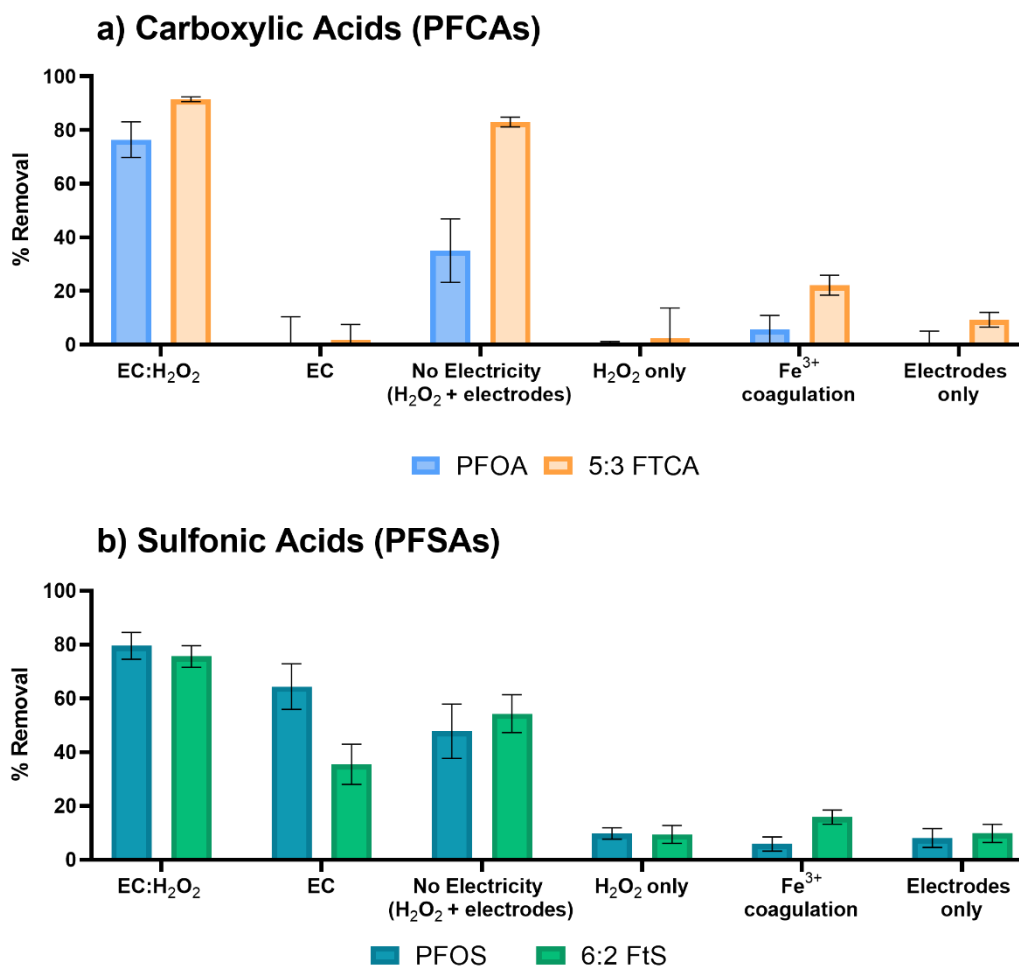 a) Carboxylic Acids (PFCAs)
100
80
60
40
20
0
% Removal
EC:H₂O₂
EC
No Electricity
(H₂O₂ + electrodes)
H₂O₂ only
Fe³⁺
coagulation
Electrodes
only
PFOA
5:3 FTCA
b) Sulfonic Acids (PFSAs)
100
80
60
40
20
0
% Removal
EC:H₂O₂
EC
No Electricity
(H₂O₂ + electrodes)
H₂O₂ only
Fe³⁺
coagulation
Electrodes
only
PFOS
6:2 FtS